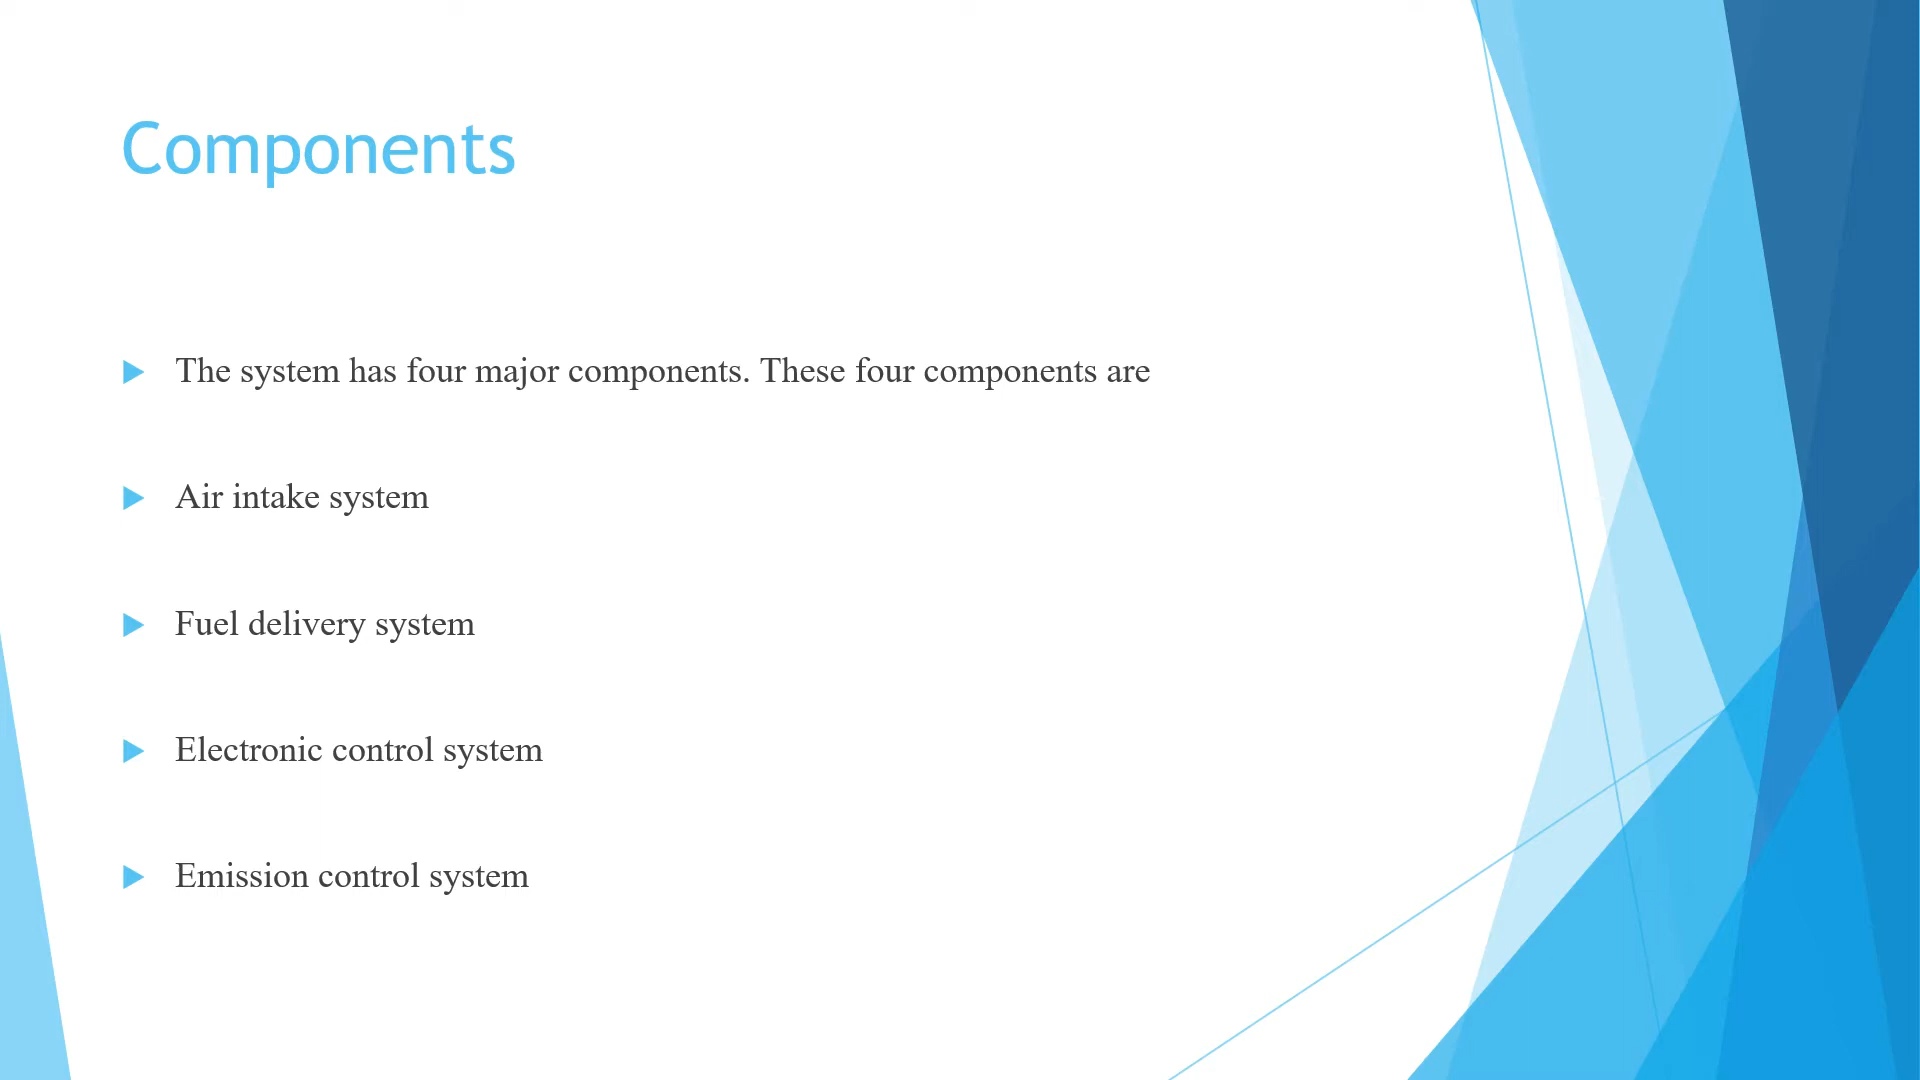 Components
The system has four major components. These four components are
Air intake system
Fuel delivery system
Electronic control system
Emission control system